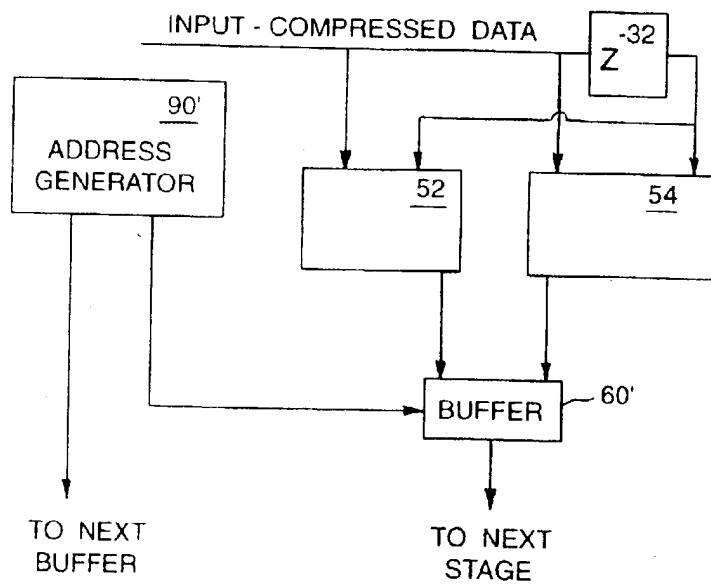 INPUT - COMPRESSED DATA
Z -32
90'
ADDRESS
GENERATOR
52
54
BUFFER
60'
TO NEXT
BUFFER
TO NEXT
STAGE